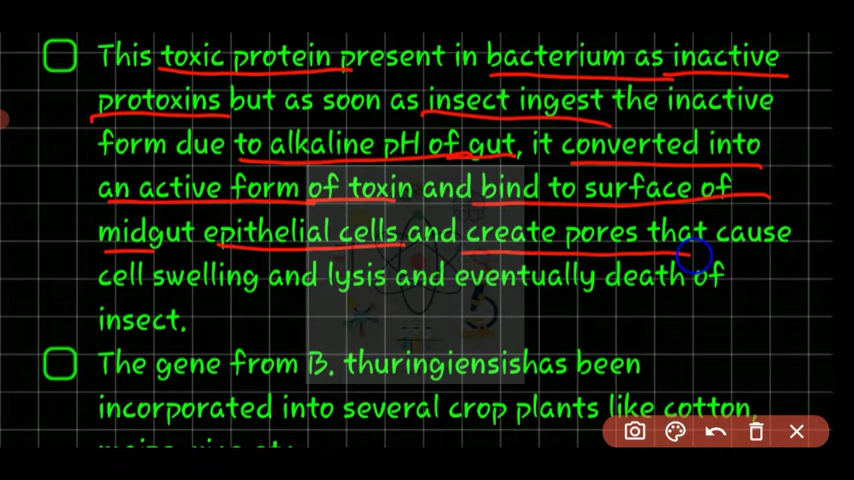 This toxic protein present in bacterium as inactive
protoxins but as soon as insect ingest the inactive
form due to alkaline pH of gut, it converted into
an active form of toxin and bind to surface of
midgut epithelial cells and create pores that cause
cell swelling and lysis and eventually death of
insect.
The gene from B. thuringiensishas been
incorporated into several crop plants like cotton,